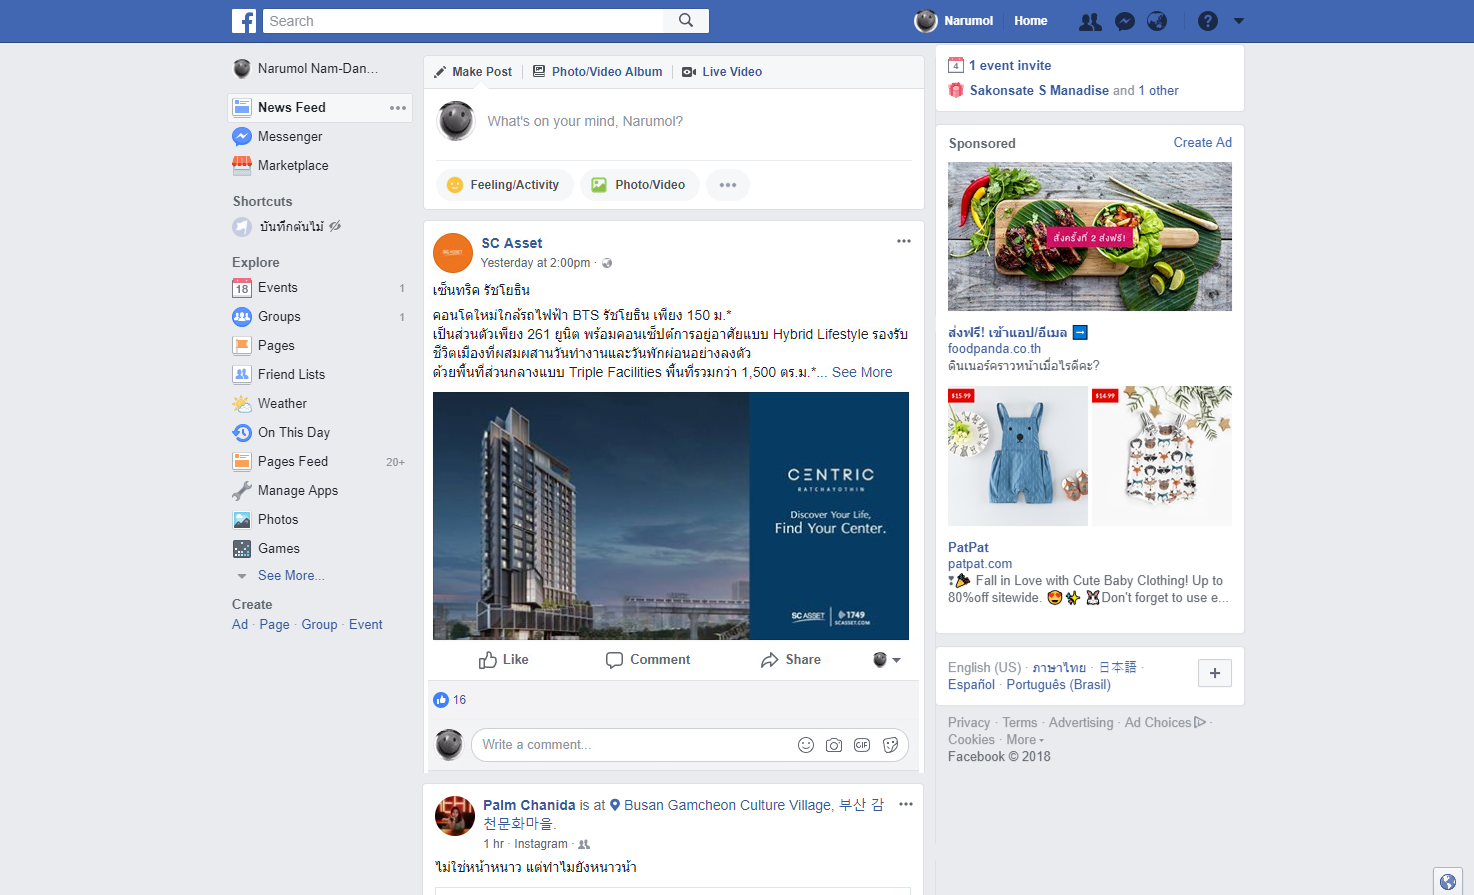 Search
Narumol
Home
Narumol Nam-Dan...
News Feed
Messenger
Marketplace
Shortcuts
บันทึกต้นไม้
Explore
Events 1
Groups 1
Pages
Friend Lists
Weather
On This Day
Pages Feed 20+
Manage Apps
Photos
Games
See More...
Create
Ad · Page · Group · Event
Make Post
Photo/Video Album
Live Video
What's on your mind, Narumol?
Feeling/Activity
Photo/Video
SC Asset
Yesterday at 2:00pm ·
เซ็นทริค รัชโยธิน
คอนโดใหม่ใกล้รถไฟฟ้า BTS รัชโยธิน เพียง 150 ม.*
เป็นส่วนตัวเพียง 261 ยูนิต พร้อมคอนเซ็ปต์การอยู่อาศัยแบบ Hybrid Lifestyle รองรับ
ชีวิตเมืองที่ผสมผสานวันทำงานและวันพักผ่อนอย่างลงตัว
ด้วยพื้นที่ส่วนกลางแบบ Triple Facilities พื้นที่รวมกว่า 1,500 ตร.ม.*... See More
CENTRIC
RATCHAYOTHIN
Discover Your Life,
Find Your Center.
SC ASSET
1749
SCASSET.COM
Like
Comment
Share
16
Write a comment...
GIF
Palm Chanida is at Busan Gamcheon Culture Village, 부산 감
천문화마을.
1 hr · Instagram ·
ไม่ใช่หน้าหนาว แต่ทำไมยังหนาวน้ำ
4
1 event invite
Sakonsate S Manadise and 1 other
Sponsored
Create Ad
สั่งครั้งที่ 2 ส่งฟรี!
ส่งฟรี! เข้าแอป/อีเมล
foodpanda.co.th
ดินเนอร์คราวหน้าเมื่อไรดีคะ?
$15.99
$14.99
PatPat
patpat.com
Fall in Love with Cute Baby Clothing! Up to
80%off sitewide. Don't forget to use e...
English (US) · ภาษาไทย · 日本語 ·
Español · Português (Brasil)
Privacy · Terms · Advertising · Ad Choices ·
Cookies · More
Facebook © 2018
18